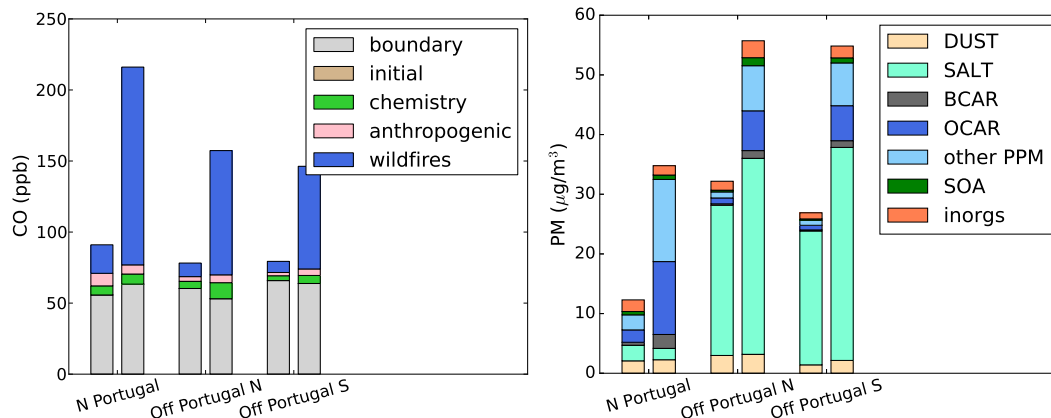 250
200
150
100
50
0
CO (ppb)
boundary
initial
chemistry
anthropogenic
wildfires
N Portugal
Off Portugal N
Off Portugal S
60
50
40
30
20
10
0
PM (μg/m³)
DUST
SALT
BCAR
OCAR
other PPM
SOA
inorgs
N Portugal
Off Portugal N
Off Portugal S